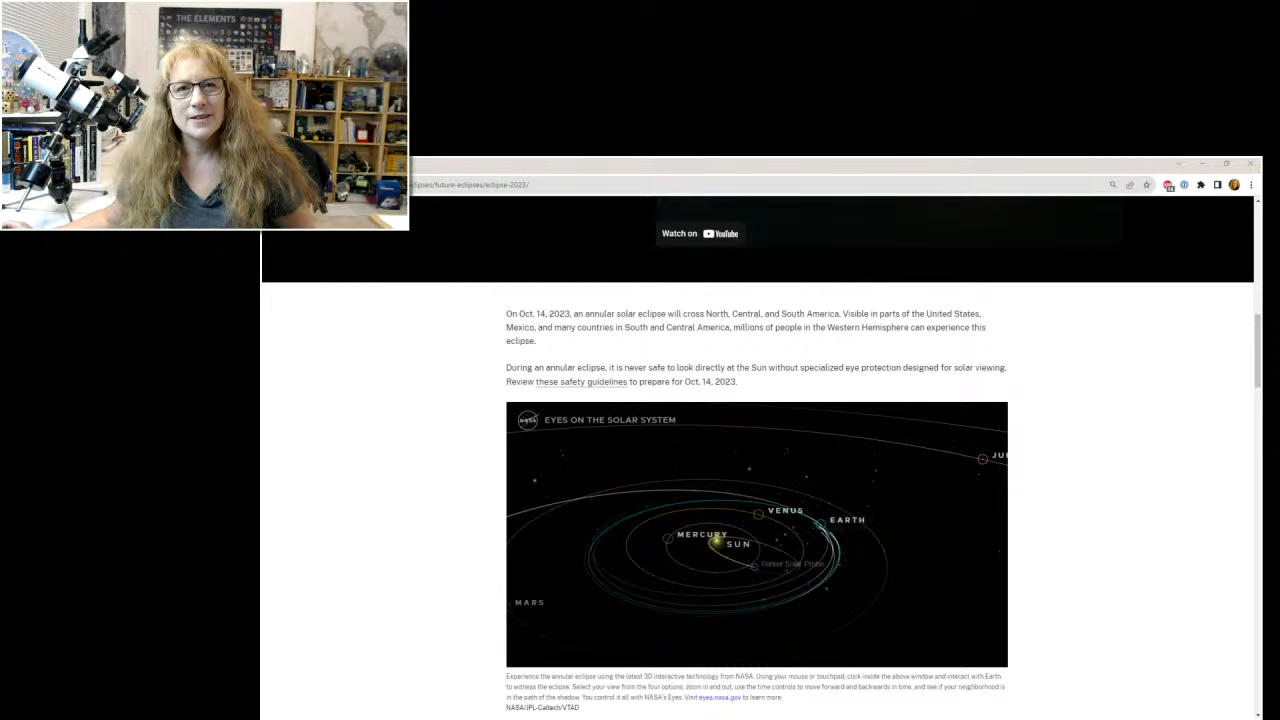 THE ELEMENTS
clipses/future-eclipses/eclipse-2023/
Watch on YouTube
On Oct. 14, 2023, an annular solar eclipse will cross North, Central, and South America. Visible in parts of the United States,
Mexico, and many countries in South and Central America, millions of people in the Western Hemisphere can experience this
eclipse.
During an annular eclipse, it is never safe to look directly at the Sun without specialized eye protection designed for solar viewing.
Review these safety guidelines to prepare for Oct. 14, 2023.
NASA EYES ON THE SOLAR SYSTEM
JU
VENUS
EARTH
MERCURY
SUN
Parker Solar Probe
MARS
Experience the annular eclipse using the latest 3D interactive technology from NASA. Using your mouse or touchpad, click inside the above window and interact with Earth
to witness the eclipse. Select your view from the four options, zoom in end out, use the time controls to move forward and backwards in time, and see if your neighborhood is
in the path of the shadow. You control it all with NASA's Eyes. Visit eyes.nasa.gov to learn more.
NASA/JPL-Caltech/VTAD